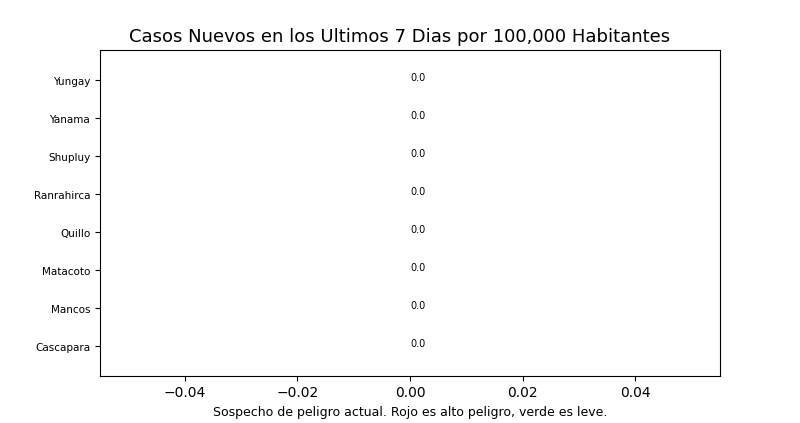 Casos Nuevos en los Ultimos 7 Dias por 100,000 Habitantes
Yungay 0.0
Yanama 0.0
Shupluy 0.0
Ranrahirca 0.0
Quillo 0.0
Matacoto 0.0
Mancos 0.0
Cascapara 0.0
−0.04 −0.02 0.00 0.02 0.04
Sospecho de peligro actual. Rojo es alto peligro, verde es leve.